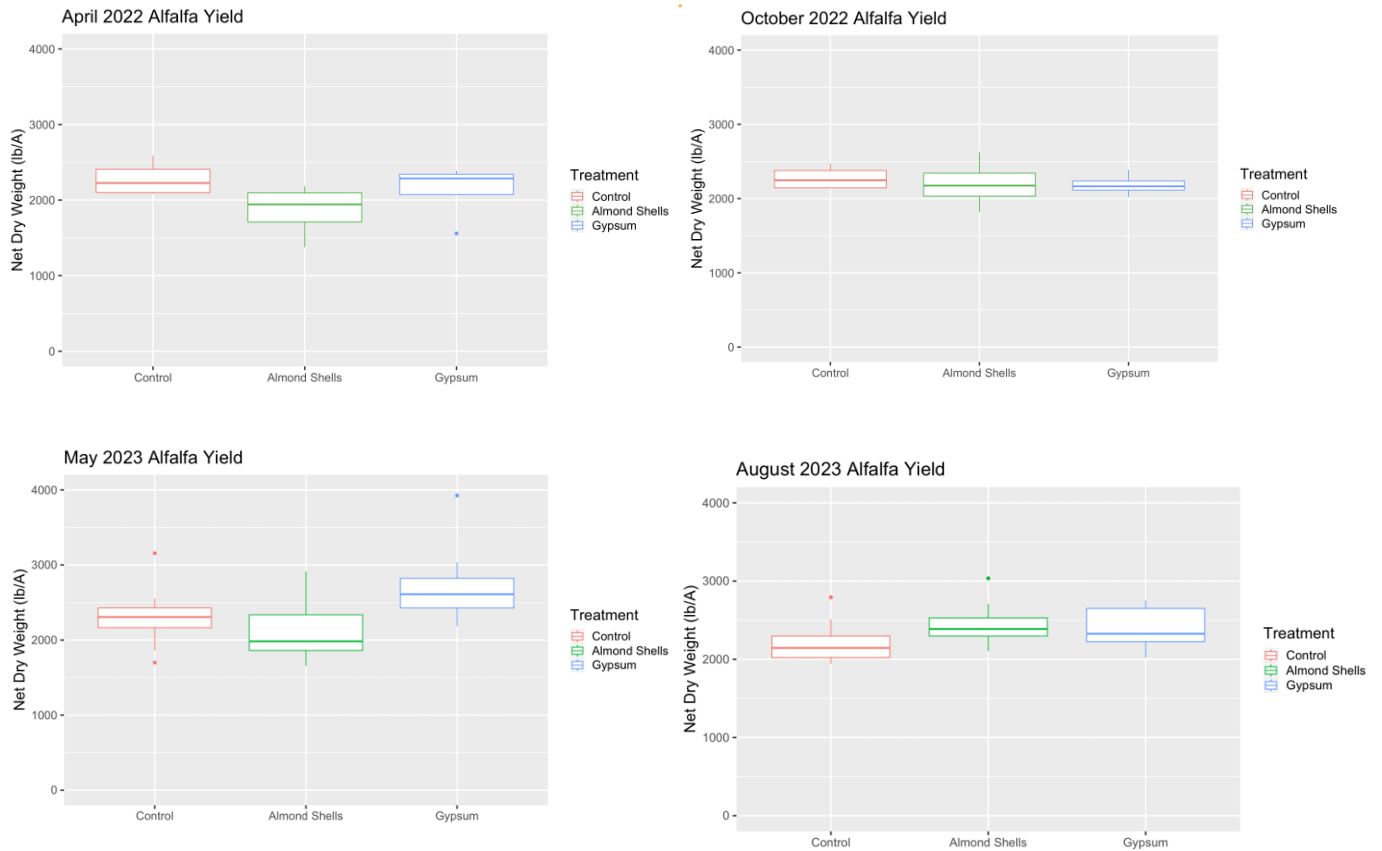 April 2022 Alfalfa Yield
Net Dry Weight (lb/A)
4000
3000
2000
1000
0
Control
Almond Shells
Gypsum
Treatment
Control
Almond Shells
Gypsum
October 2022 Alfalfa Yield
Net Dry Weight (lb/A)
4000
3000
2000
1000
0
Control
Almond Shells
Gypsum
Treatment
Control
Almond Shells
Gypsum
May 2023 Alfalfa Yield
Net Dry Weight (lb/A)
4000
3000
2000
1000
0
Control
Almond Shells
Gypsum
Treatment
Control
Almond Shells
Gypsum
August 2023 Alfalfa Yield
Net Dry Weight (lb/A)
4000
3000
2000
1000
0
Control
Almond Shells
Gypsum
Treatment
Control
Almond Shells
Gypsum